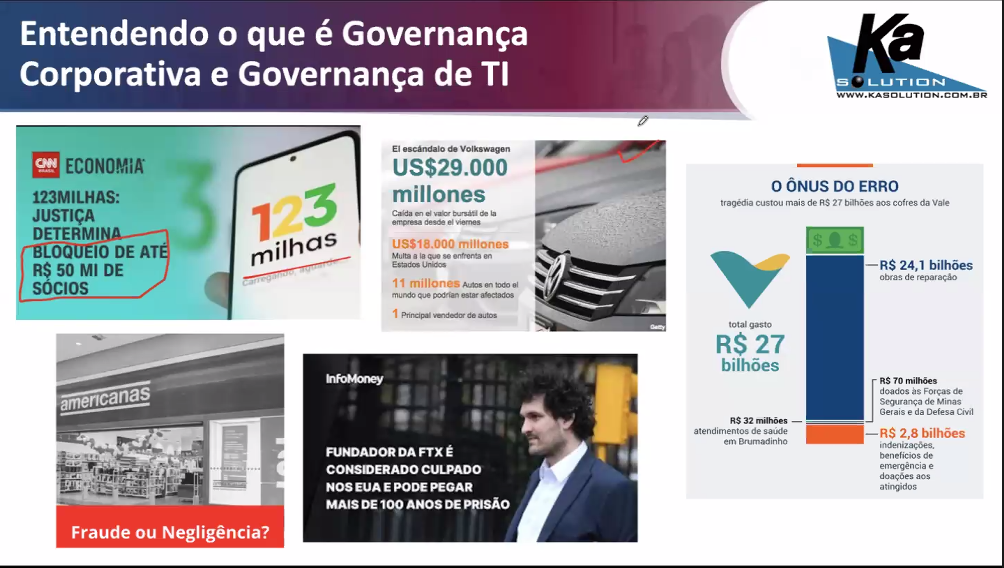 Entendendo o que é Governança
Corporativa e Governança de TI
Ka
SOLUTION
WWW.KASOLUTION.COM.BR
CNN
BRASIL
ECONOMIA
123MILHAS:
JUSTIÇA
DETERMINA
BLOQUEIO DE ATÉ
R$ 50 MI DE
SÓCIOS
123
milhas
Carregando, aguarde.
El escándalo de Volkswagen
US$29.000
millones
Caída en el valor bursátil de la
empresa desde el viernes
US$18.000 millones
Multa a la que se enfrenta en
Estados Unidos
11 millones Autos en todo el
mundo que podrían estar afectados
1 Principal vendedor de autos
Getty
O ÔNUS DO ERRO
tragédia custou mais de R$ 27 bilhões aos cofres da Vale
total gasto
R$ 27
bilhões
R$ 24,1 bilhões
obras de reparação
R$ 70 milhões
doados às Forças de
Segurança de Minas
Gerais e da Defesa Civil
R$ 32 milhões
atendimentos de saúde
em Brumadinho
R$ 2,8 bilhões
indenizações,
benefícios de
emergência e
doações aos
atingidos
americanas
Fraude ou Negligência?
InfoMoney
FUNDADOR DA FTX É
CONSIDERADO CULPADO
NOS EUA E PODE PEGAR
MAIS DE 100 ANOS DE PRISÃO